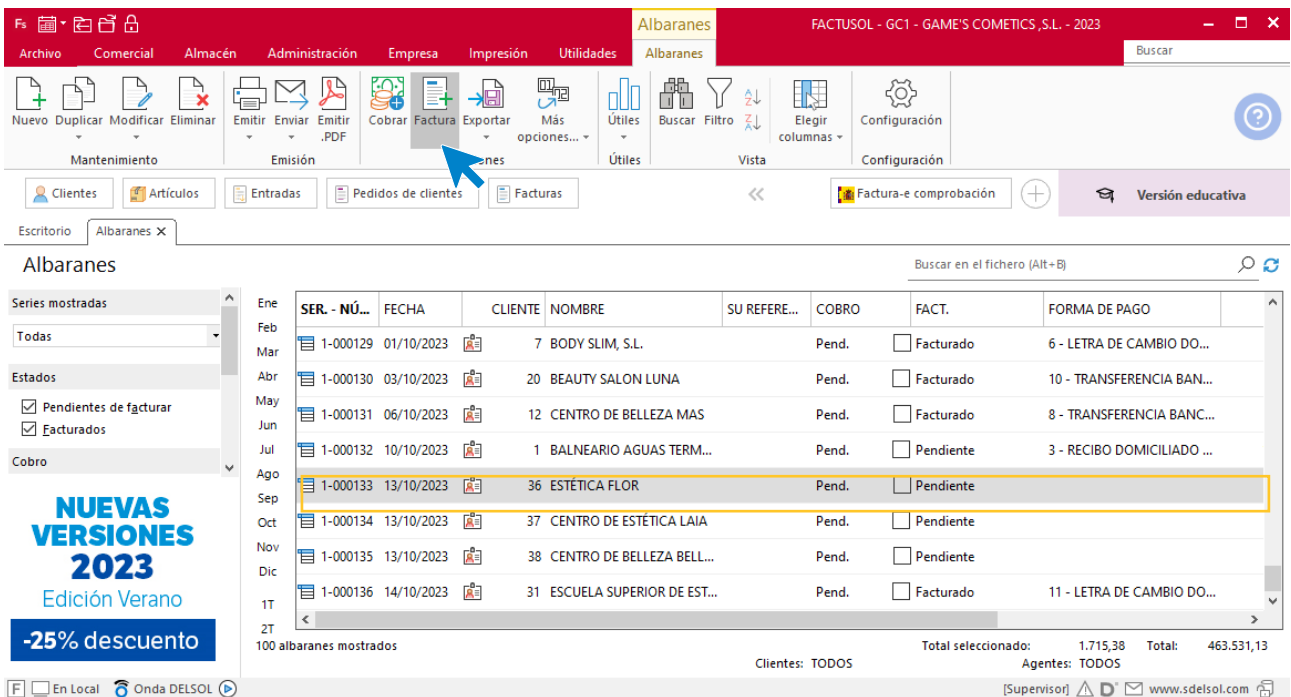 Fs
Albaranes
FACTUSOL - GC1 - GAME'S COMETICS ,S.L. - 2023
Archivo Comercial Almacén Administración Empresa Impresión Utilidades Albaranes Buscar
Nuevo Duplicar Modificar Eliminar Emitir Enviar Emitir .PDF Cobrar Factura Exportar Más opciones... Útiles Buscar Filtro Elegir columnas Configuración
Mantenimiento Emisión nes Útiles Vista Configuración
Clientes Artículos Entradas Pedidos de clientes Facturas Factura-e comprobación Versión educativa
Escritorio Albaranes
Albaranes
Buscar en el fichero (Alt+B)
Series mostradas
Todas
Estados
Pendientes de facturar
Facturados
Cobro
NUEVAS
VERSIONES
2023
Edición Verano
-25% descuento
Ene
Feb
Mar
Abr
May
Jun
Jul
Ago
Sep
Oct
Nov
Dic
1T
2T
SER. - NÚ... FECHA CLIENTE NOMBRE SU REFERE... COBRO FACT. FORMA DE PAGO
1-000129 01/10/2023 7 BODY SLIM, S.L. Pend. Facturado 6 - LETRA DE CAMBIO DO...
1-000130 03/10/2023 20 BEAUTY SALON LUNA Pend. Facturado 10 - TRANSFERENCIA BAN...
1-000131 06/10/2023 12 CENTRO DE BELLEZA MAS Pend. Facturado 8 - TRANSFERENCIA BANC...
1-000132 10/10/2023 1 BALNEARIO AGUAS TERM... Pend. Pendiente 3 - RECIBO DOMICILIADO ...
1-000133 13/10/2023 36 ESTÉTICA FLOR Pend. Pendiente
1-000134 13/10/2023 37 CENTRO DE ESTÉTICA LAIA Pend. Pendiente
1-000135 13/10/2023 38 CENTRO DE BELLEZA BELL... Pend. Pendiente
1-000136 14/10/2023 31 ESCUELA SUPERIOR DE EST... Pend. Facturado 11 - LETRA DE CAMBIO DO...
100 albaranes mostrados Total seleccionado: 1.715,38 Total: 463.531,13
Clientes: TODOS Agentes: TODOS
F En Local Onda DELSOL [Supervisor] D www.sdelsol.com